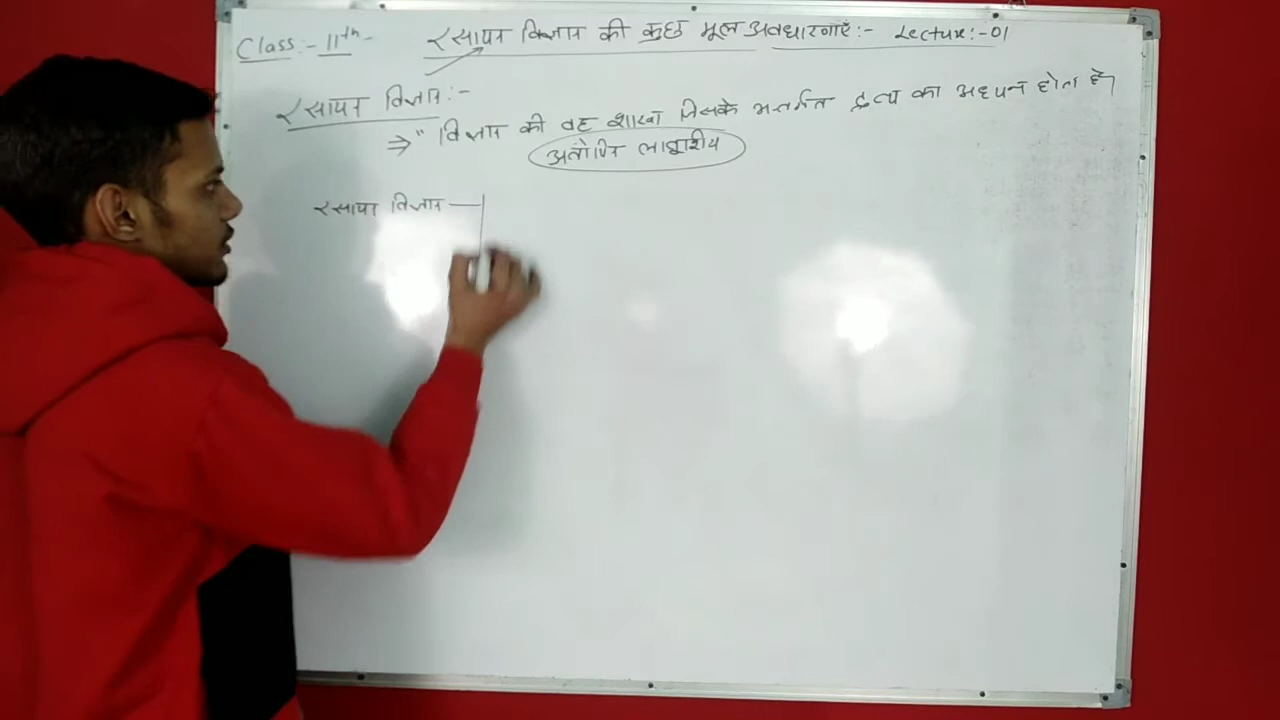 Class:- 11th-
रसायन विज्ञान की कुछ मूल अवधारणाएँ:- Lecture:-01
रसायन विज्ञान:-
⇒ " विज्ञान की वह शाखा जिसके अन्तर्गत द्रव्य का अध्ययन होता है।
रसायन विज्ञान